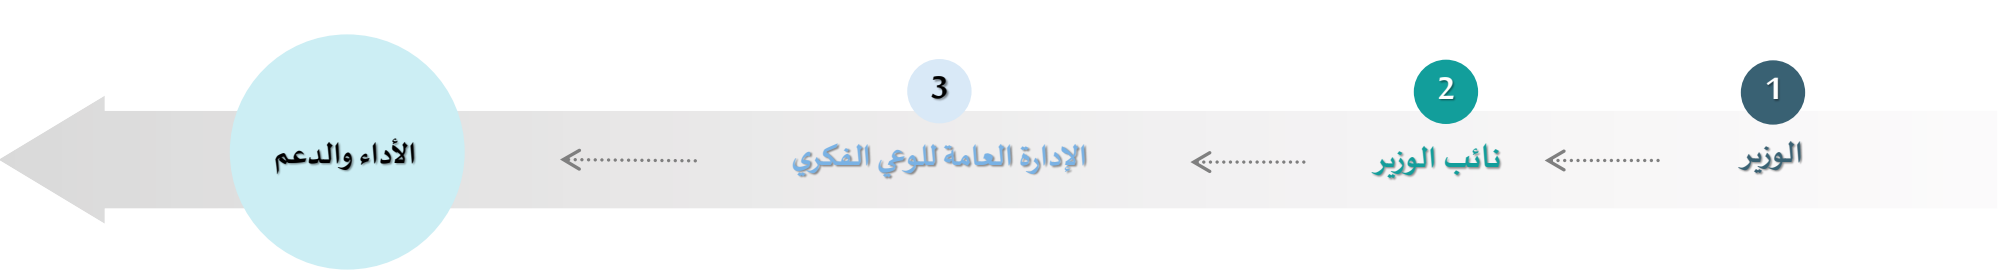 1
الوزير
2
نائب الوزير
3
الإدارة العامة للوعي الفكري
الأداء والدعم